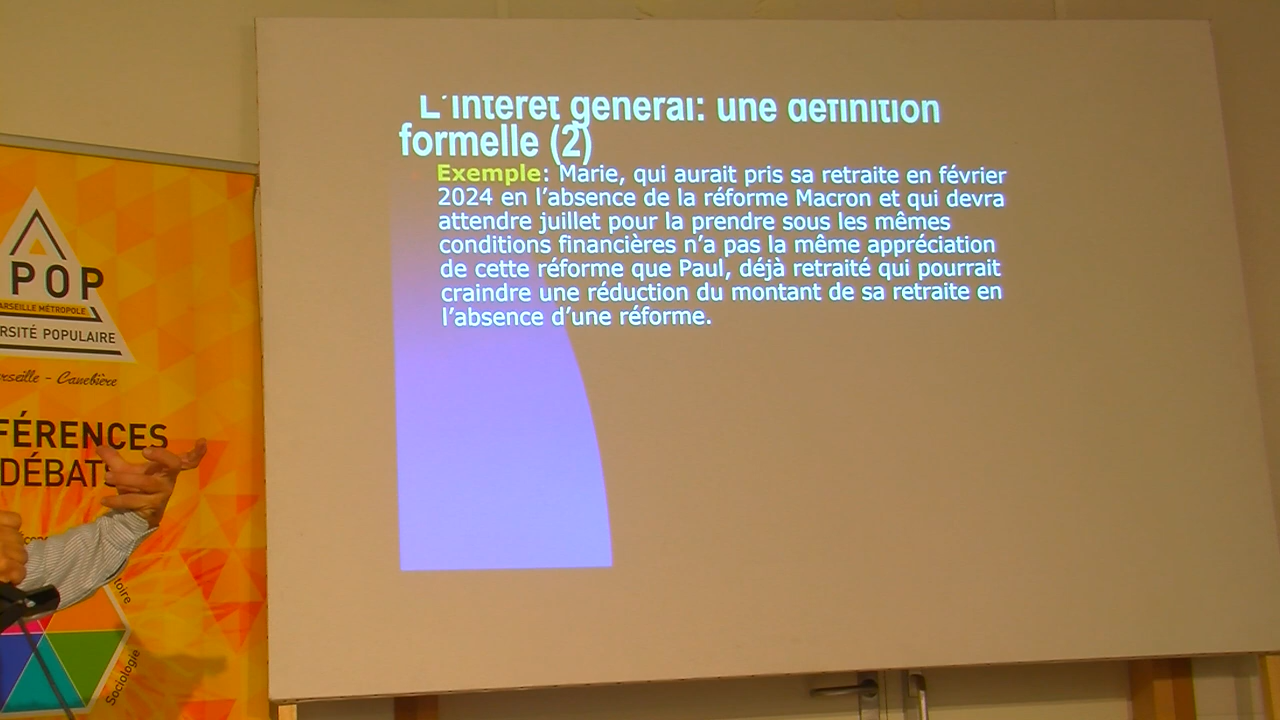 L'intérêt général: une définition
formelle (2)
Exemple: Marie, qui aurait pris sa retraite en février
2024 en l'absence de la réforme Macron et qui devra
attendre juillet pour la prendre sous les mêmes
conditions financières n'a pas la même appréciation
de cette réforme que Paul, déjà retraité qui pourrait
craindre une réduction du montant de sa retraite en
l'absence d'une réforme.
POP
ARSEILLE MÉTROPOLE
RSITÉ POPULAIRE
rseille - Canebière
FÉRENCES
DÉBATS
toire
Sociologie